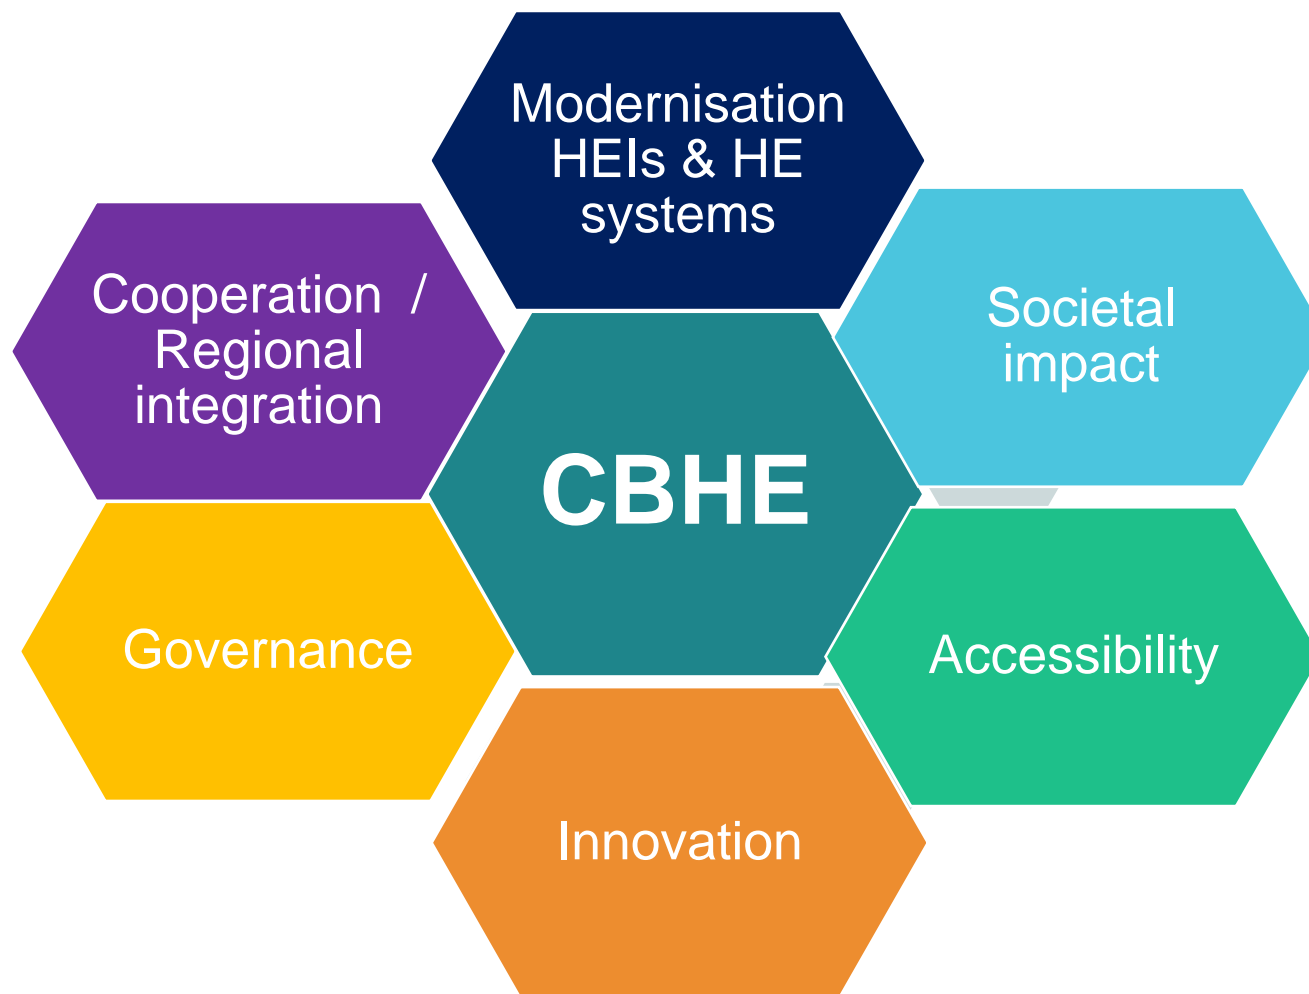 Modernisation
HEIs & HE
systems
Cooperation /
Regional
integration
Societal
impact
CBHE
Governance
Accessibility
Innovation